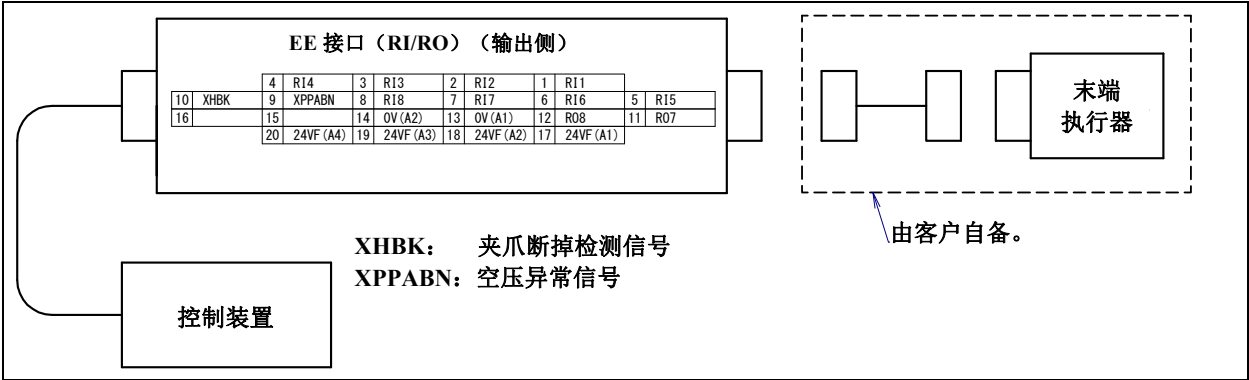 EE 接口（RI/RO）（输出侧）
4 RI4 3 RI3 2 RI2 1 RI1
10 XHBK 9 XPPABN 8 RI8 7 RI7 6 RI6 5 RI5
16 15 14 0V(A2) 13 0V(A1) 12 RO8 11 RO7
20 24VF(A4) 19 24VF(A3) 18 24VF(A2) 17 24VF(A1)
末端
执行器
由客户自备。
XHBK： 夹爪断掉检测信号
XPPABN：空压异常信号
控制装置